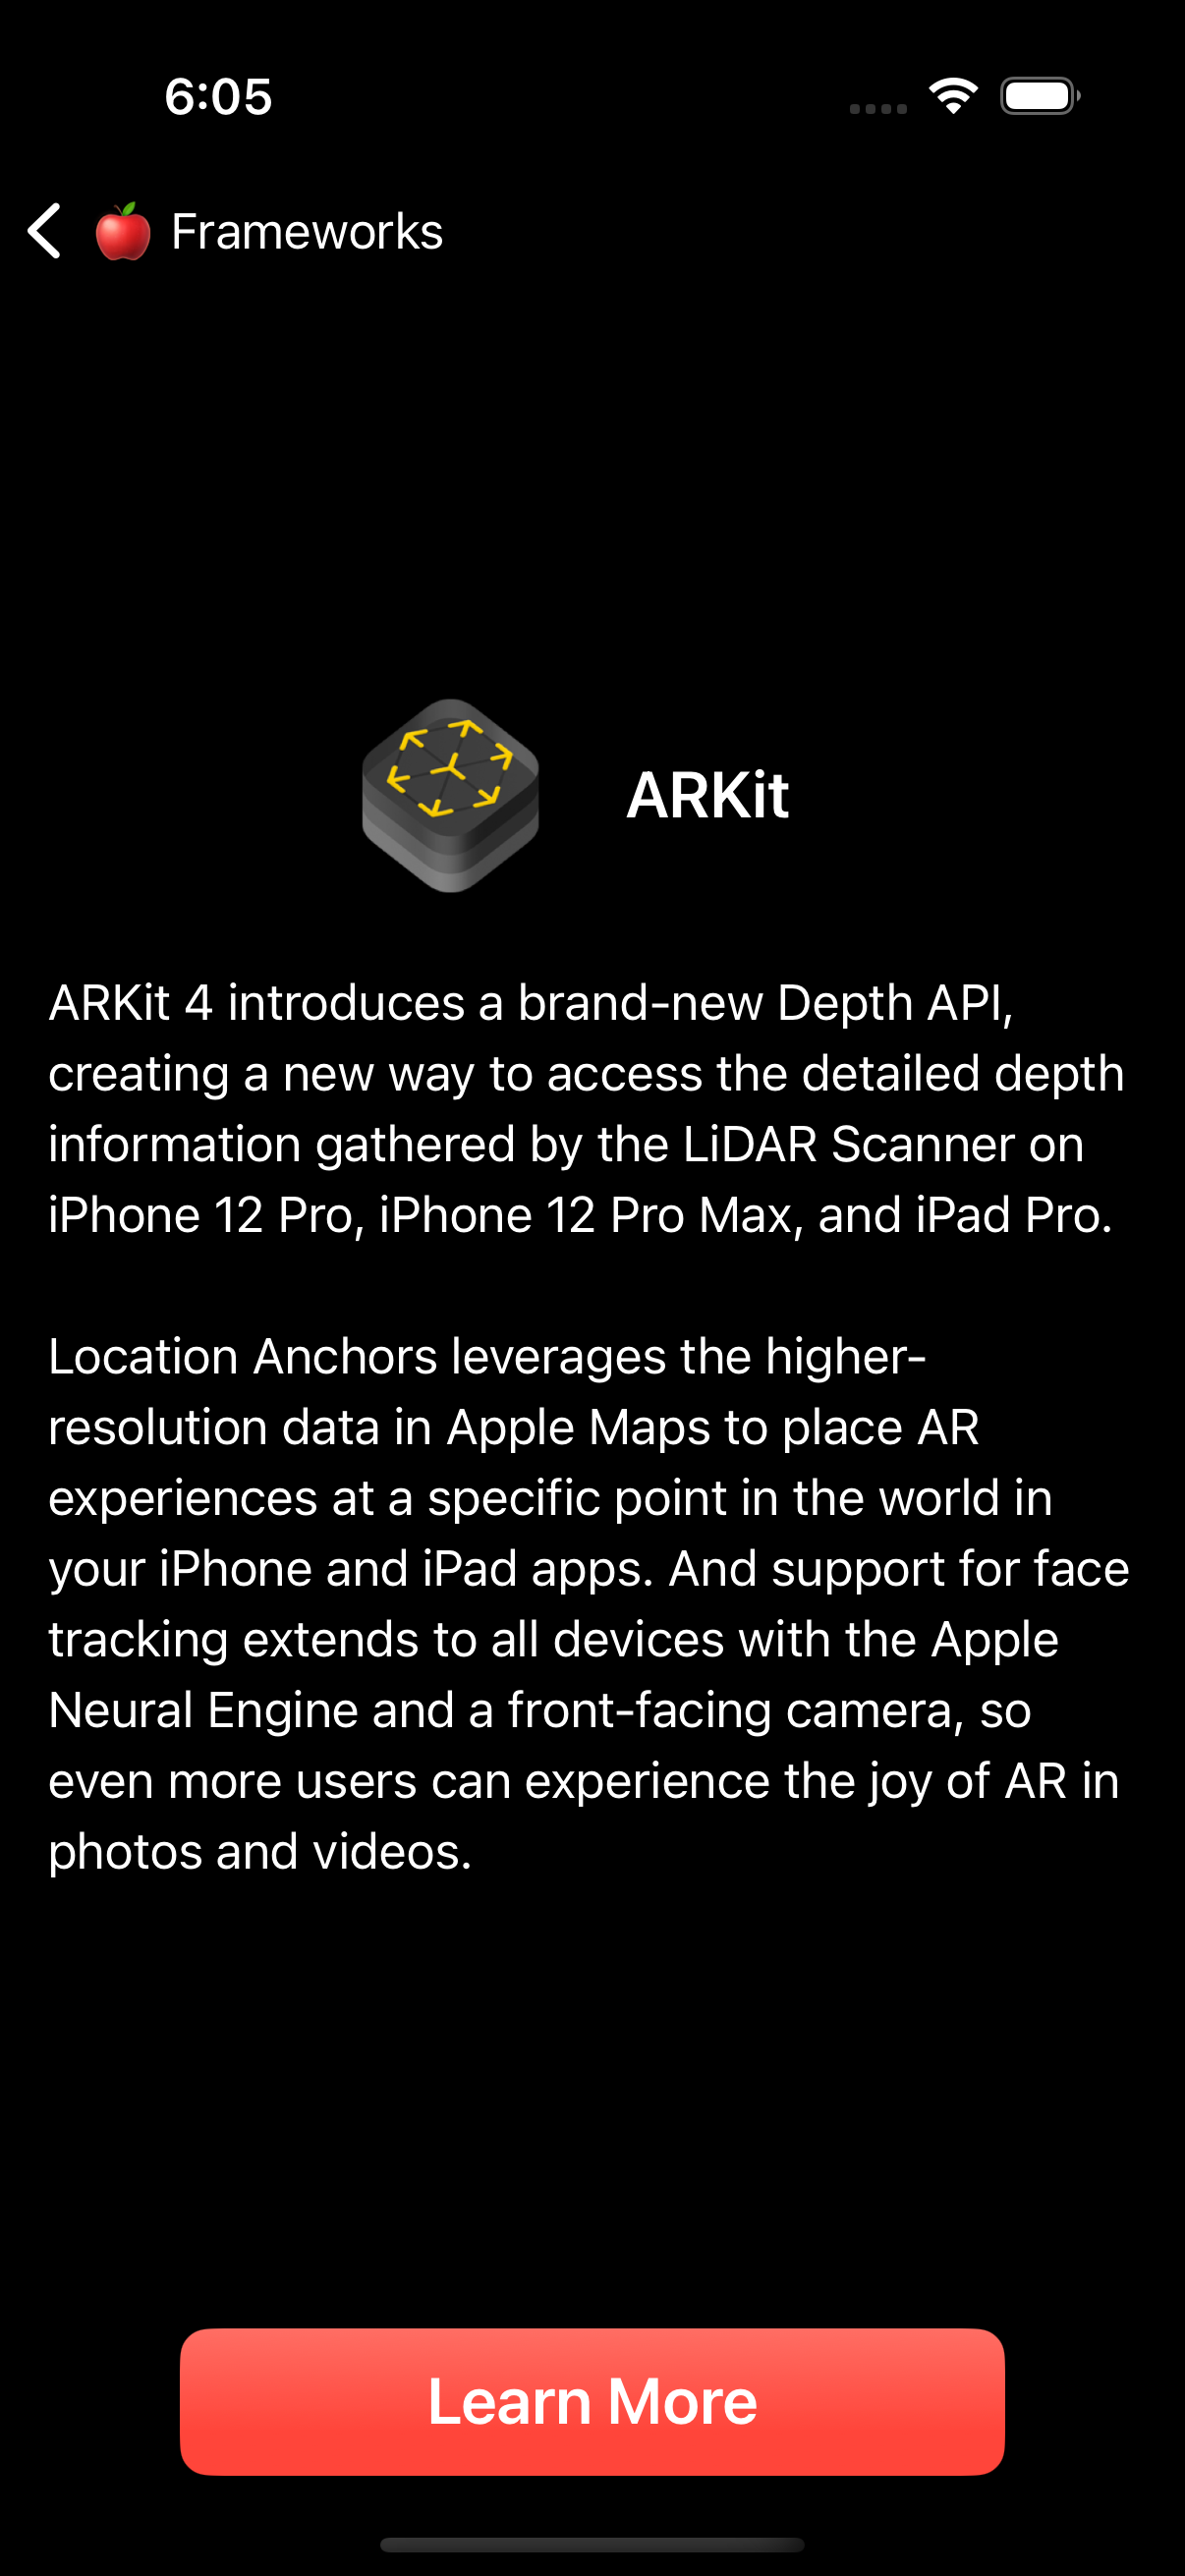 6:05
🍎 Frameworks
ARKit
ARKit 4 introduces a brand-new Depth API,
creating a new way to access the detailed depth
information gathered by the LiDAR Scanner on
iPhone 12 Pro, iPhone 12 Pro Max, and iPad Pro.
Location Anchors leverages the higher-
resolution data in Apple Maps to place AR
experiences at a specific point in the world in
your iPhone and iPad apps. And support for face
tracking extends to all devices with the Apple
Neural Engine and a front-facing camera, so
even more users can experience the joy of AR in
photos and videos.
Learn More